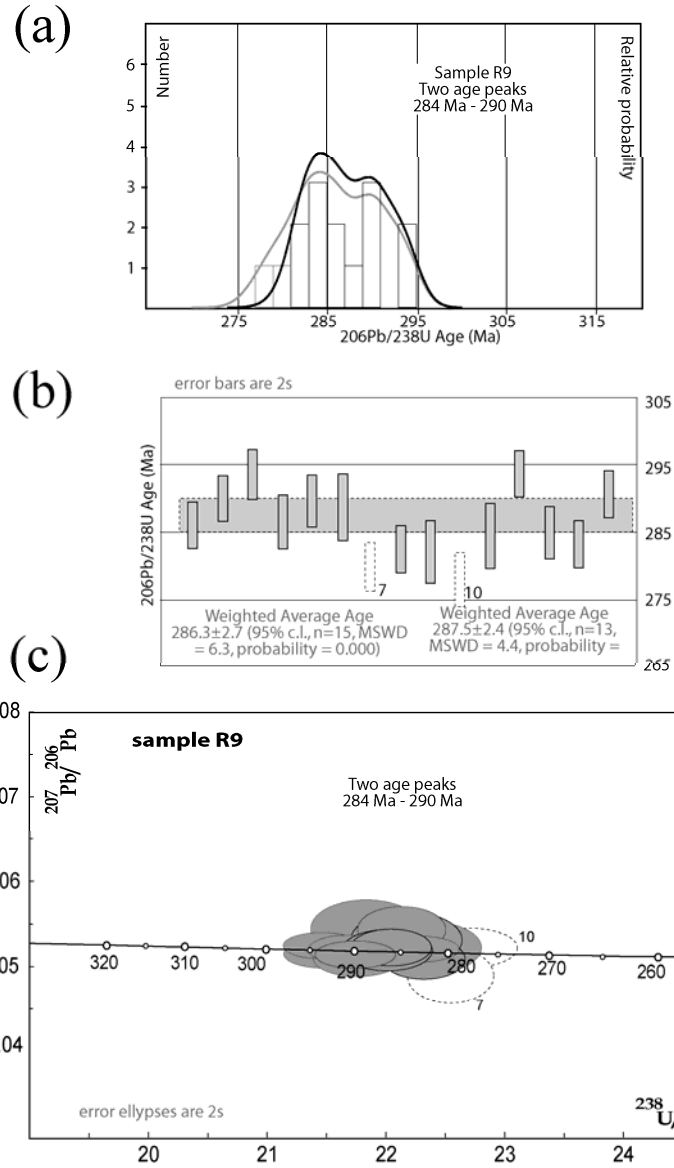 (a)
Number
Relative probability
Sample R9
Two age peaks
284 Ma - 290 Ma
6
5
4
3
2
1
275
285
295
305
315
206Pb/238U Age (Ma)
(b)
error bars are 2s
206Pb/238U Age (Ma)
305
295
285
275
265
7
10
Weighted Average Age
286.3±2.7 (95% c.l., n=15, MSWD
= 6.3, probability = 0.000)
Weighted Average Age
287.5±2.4 (95% c.l., n=13,
MSWD = 4.4, probability =
(c)
08
07
06
05
04
207Pb/206Pb
sample R9
Two age peaks
284 Ma - 290 Ma
10
7
320
310
300
290
280
270
260
error ellypses are 2s
238U/
20
21
22
23
24